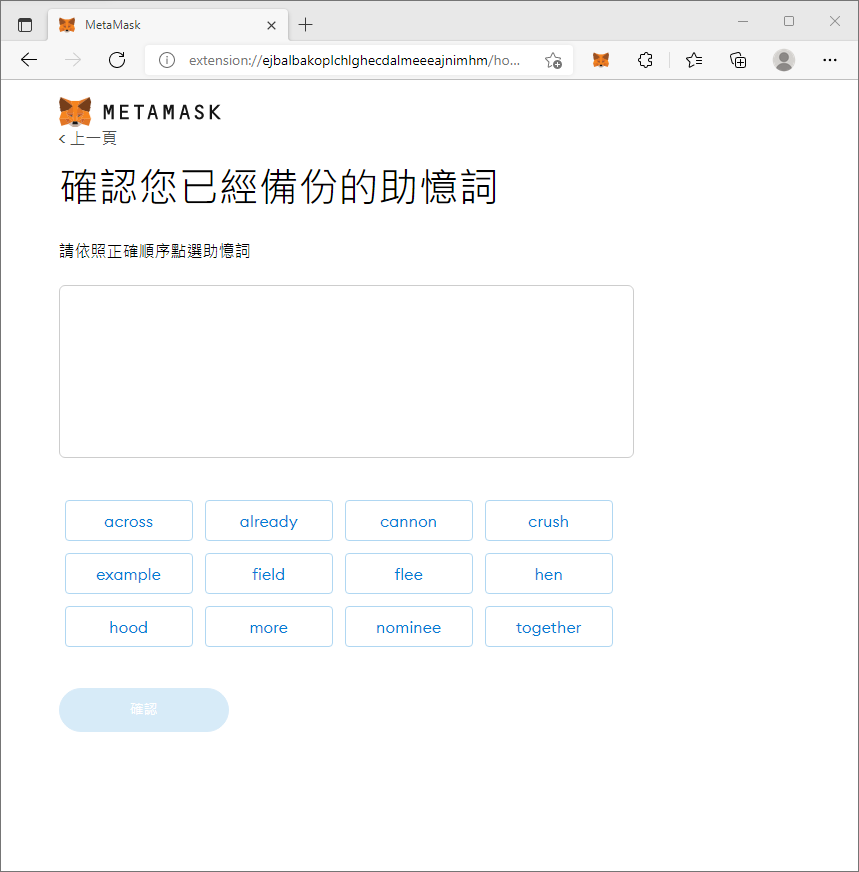 MetaMask
extension://ejbalbakoplchlghecdalmeeeajnimhm/ho...
METAMASK
< 上一頁
確認您已經備份的助憶詞
請依照正確順序點選助憶詞
across already cannon crush
example field flee hen
hood more nominee together
確認